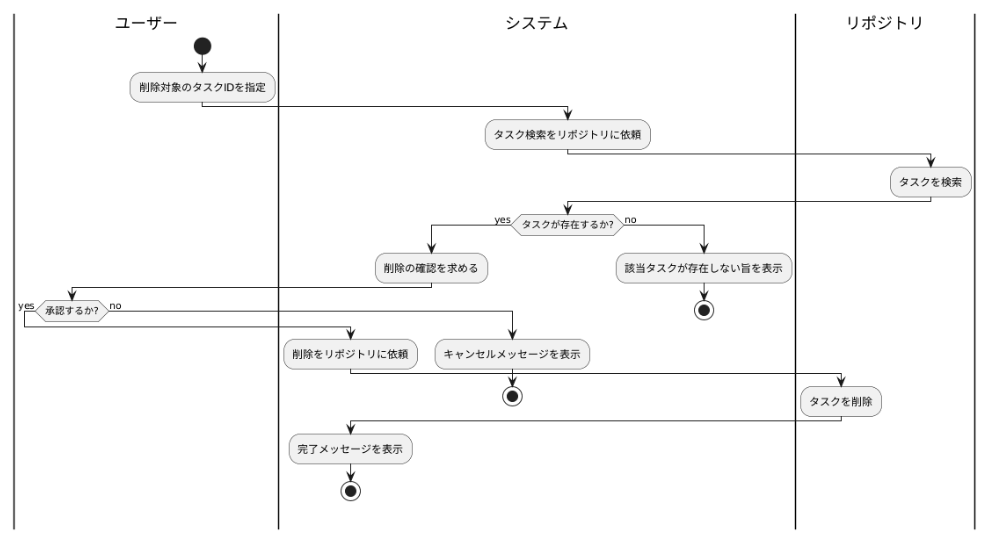 ユーザー
システム
リポジトリ
削除対象のタスクIDを指定
タスク検索をリポジトリに依頼
タスクを検索
yes
タスクが存在するか?
no
削除の確認を求める
該当タスクが存在しない旨を表示
yes
承認するか?
no
削除をリポジトリに依頼
キャンセルメッセージを表示
タスクを削除
完了メッセージを表示